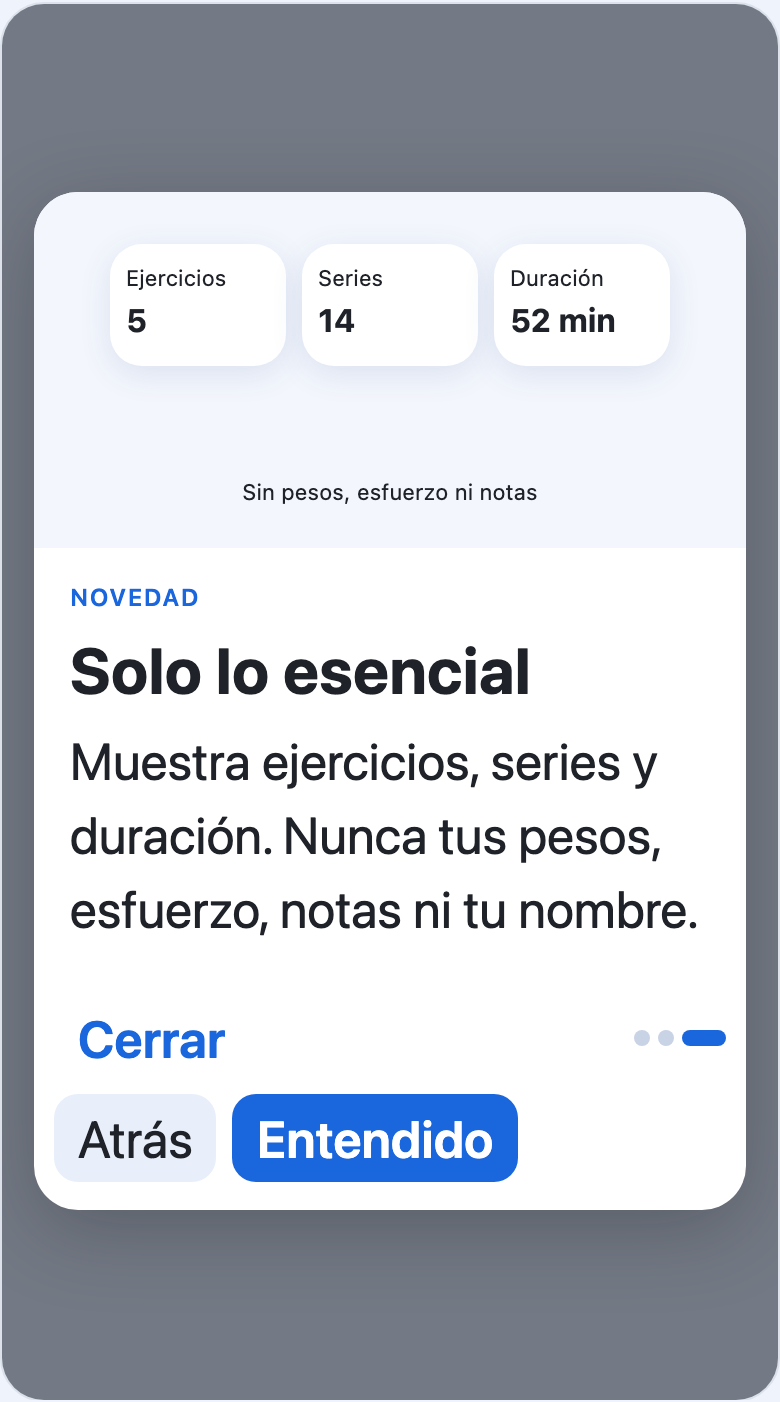 Ejercicios
5
Series
14
Duración
52 min
Sin pesos, esfuerzo ni notas
NOVEDAD
Solo lo esencial
Muestra ejercicios, series y
duración. Nunca tus pesos,
esfuerzo, notas ni tu nombre.
Cerrar
Atrás
Entendido